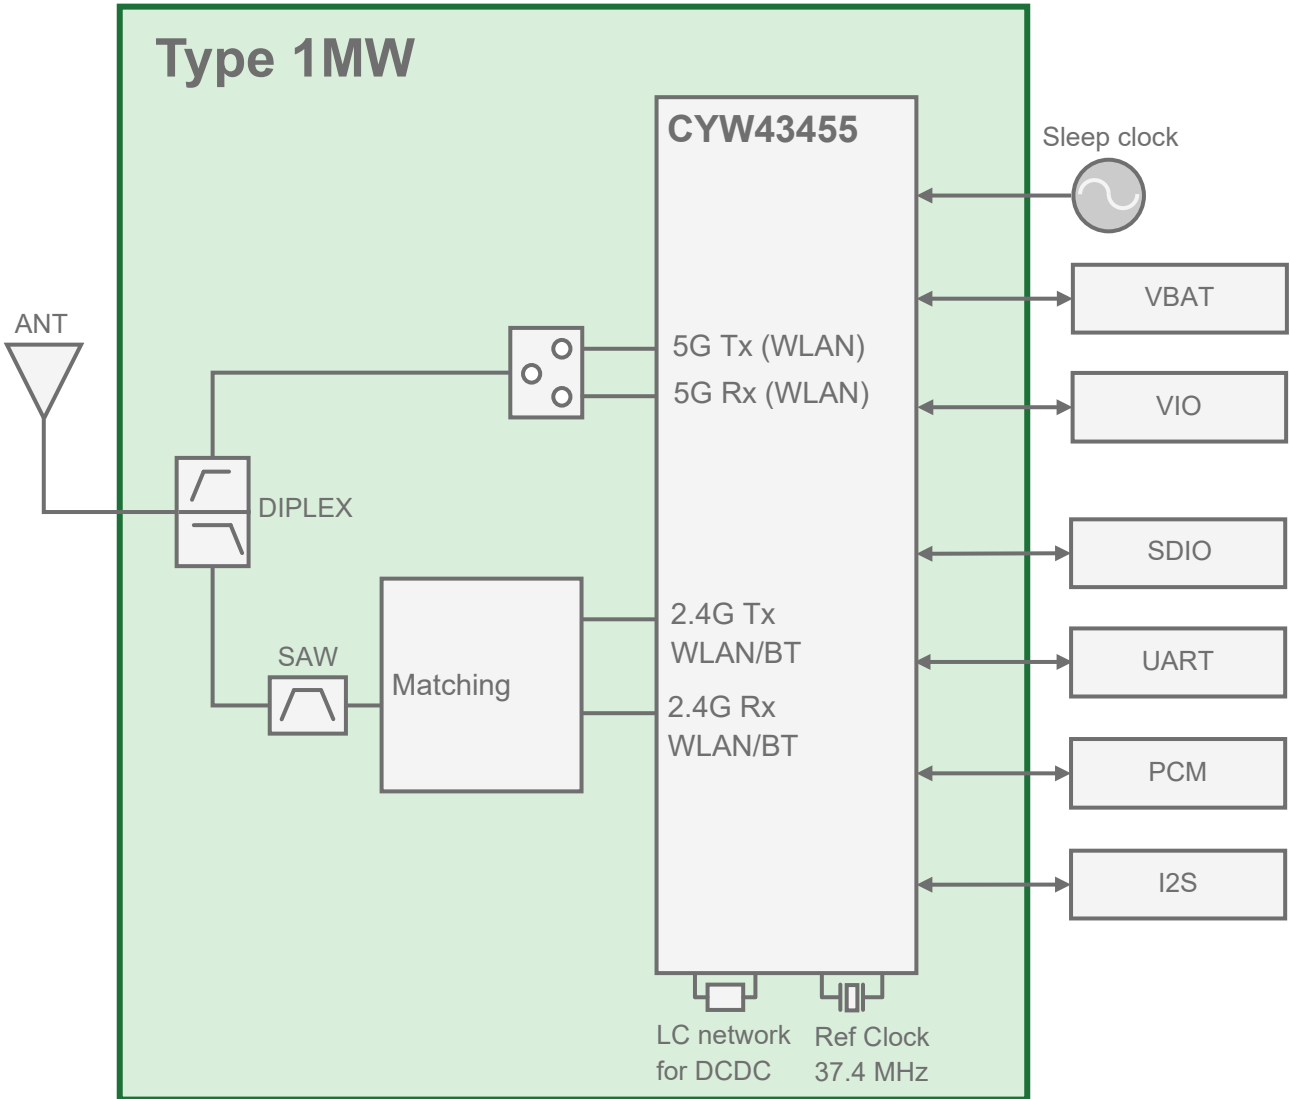 Type 1MW
CYW43455
Sleep clock
VBAT
ANT
5G Tx (WLAN)
5G Rx (WLAN)
VIO
DIPLEX
SDIO
2.4G Tx
WLAN/BT
UART
SAW
Matching
2.4G Rx
WLAN/BT
PCM
I2S
LC network
for DCDC
Ref Clock
37.4 MHz